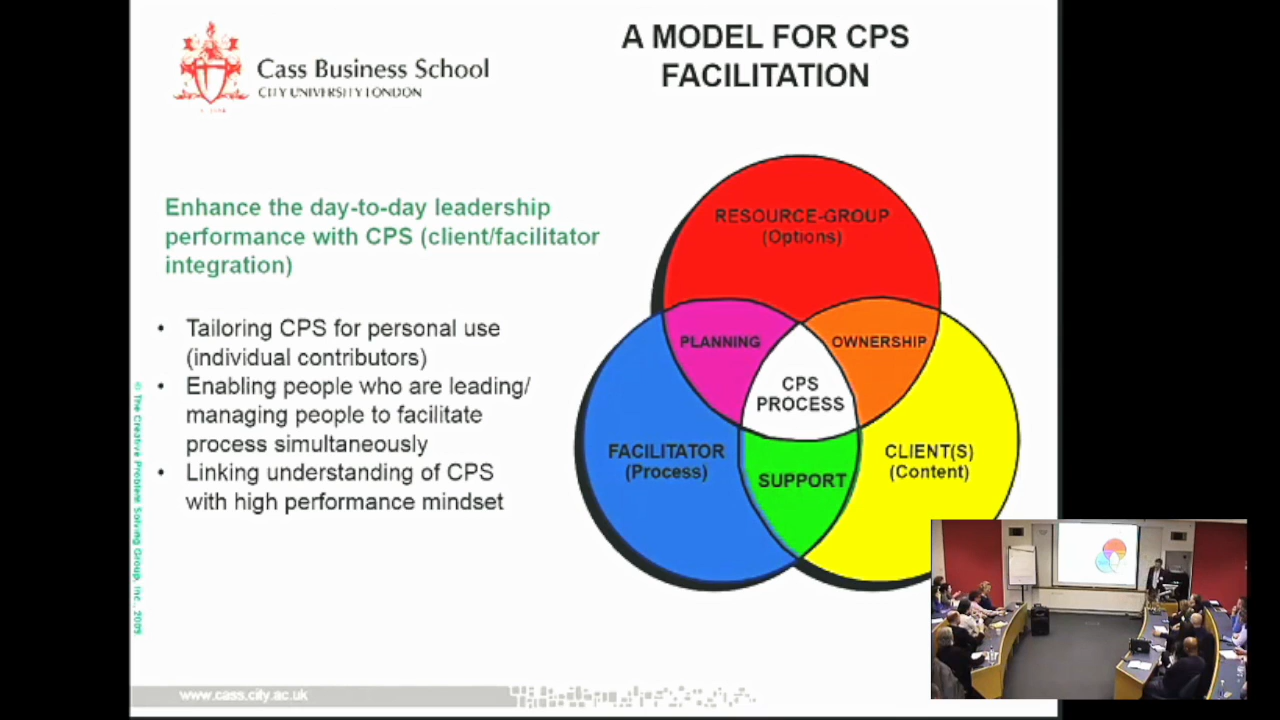 Cass Business School
CITY UNIVERSITY LONDON
A MODEL FOR CPS
FACILITATION
Enhance the day-to-day leadership
performance with CPS (client/facilitator
integration)
• Tailoring CPS for personal use
(individual contributors)
• Enabling people who are leading/
managing people to facilitate
process simultaneously
• Linking understanding of CPS
with high performance mindset
RESOURCE-GROUP
(Options)
PLANNING
OWNERSHIP
CPS
PROCESS
FACILITATOR
(Process)
CLIENT(S)
(Content)
SUPPORT
© The Creative Problem Solving Group, Inc., 2009
www.cass.city.ac.uk